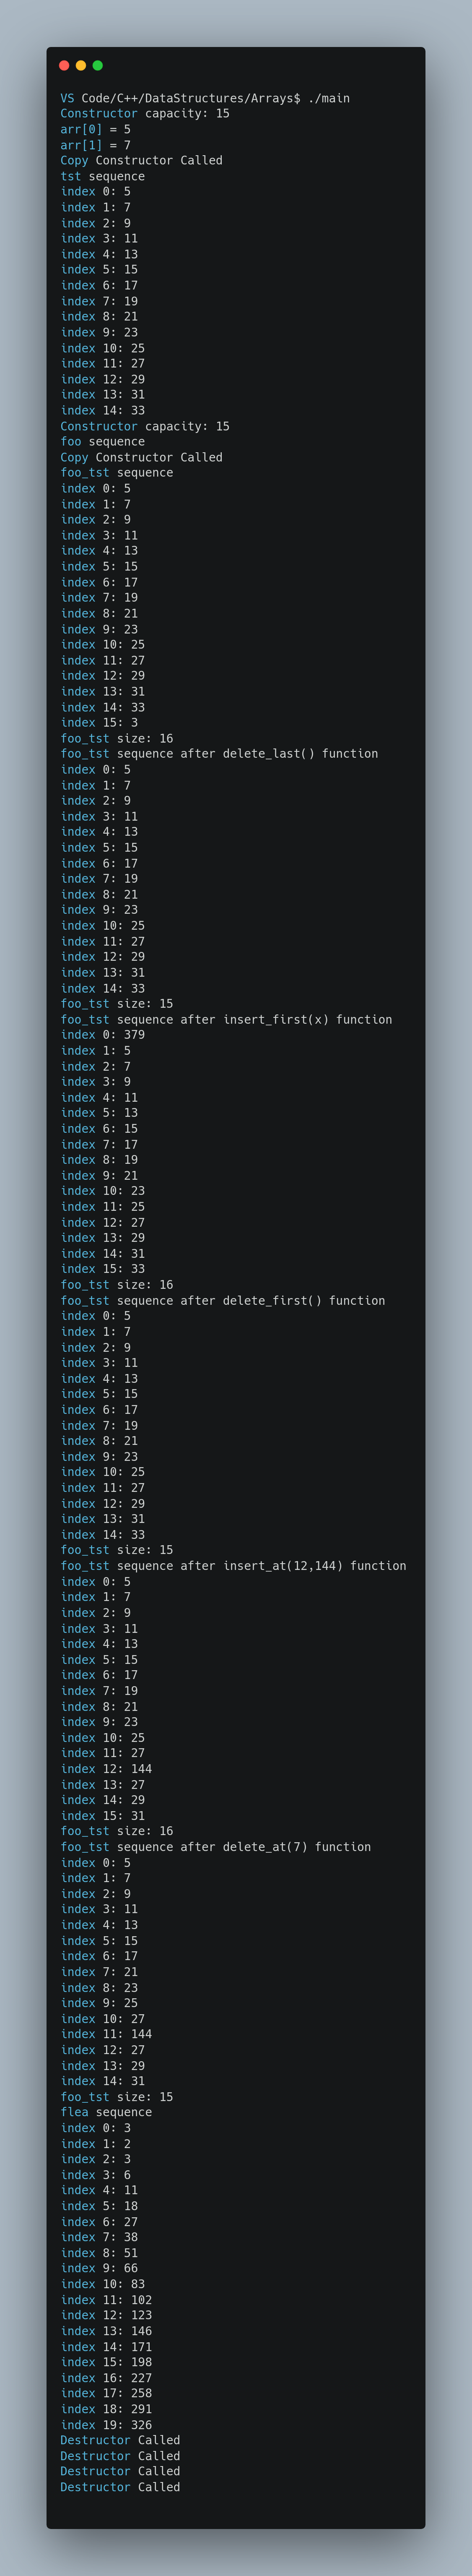 VS Code/C++/DataStructures/Arrays$ ./main
Constructor capacity: 15
arr[0] = 5
arr[1] = 7
Copy Constructor Called
tst sequence
index 0: 5
index 1: 7
index 2: 9
index 3: 11
index 4: 13
index 5: 15
index 6: 17
index 7: 19
index 8: 21
index 9: 23
index 10: 25
index 11: 27
index 12: 29
index 13: 31
index 14: 33
Constructor capacity: 15
foo sequence
Copy Constructor Called
foo_tst sequence
index 0: 5
index 1: 7
index 2: 9
index 3: 11
index 4: 13
index 5: 15
index 6: 17
index 7: 19
index 8: 21
index 9: 23
index 10: 25
index 11: 27
index 12: 29
index 13: 31
index 14: 33
index 15: 3
foo_tst size: 16
foo_tst sequence after delete_last() function
index 0: 5
index 1: 7
index 2: 9
index 3: 11
index 4: 13
index 5: 15
index 6: 17
index 7: 19
index 8: 21
index 9: 23
index 10: 25
index 11: 27
index 12: 29
index 13: 31
index 14: 33
foo_tst size: 15
foo_tst sequence after insert_first(x) function
index 0: 379
index 1: 5
index 2: 7
index 3: 9
index 4: 11
index 5: 13
index 6: 15
index 7: 17
index 8: 19
index 9: 21
index 10: 23
index 11: 25
index 12: 27
index 13: 29
index 14: 31
index 15: 33
foo_tst size: 16
foo_tst sequence after delete_first() function
index 0: 5
index 1: 7
index 2: 9
index 3: 11
index 4: 13
index 5: 15
index 6: 17
index 7: 19
index 8: 21
index 9: 23
index 10: 25
index 11: 27
index 12: 29
index 13: 31
index 14: 33
foo_tst size: 15
foo_tst sequence after insert_at(12,144) function
index 0: 5
index 1: 7
index 2: 9
index 3: 11
index 4: 13
index 5: 15
index 6: 17
index 7: 19
index 8: 21
index 9: 23
index 10: 25
index 11: 27
index 12: 144
index 13: 27
index 14: 29
index 15: 31
foo_tst size: 16
foo_tst sequence after delete_at(7) function
index 0: 5
index 1: 7
index 2: 9
index 3: 11
index 4: 13
index 5: 15
index 6: 17
index 7: 21
index 8: 23
index 9: 25
index 10: 27
index 11: 144
index 12: 27
index 13: 29
index 14: 31
foo_tst size: 15
flea sequence
index 0: 3
index 1: 2
index 2: 3
index 3: 6
index 4: 11
index 5: 18
index 6: 27
index 7: 38
index 8: 51
index 9: 66
index 10: 83
index 11: 102
index 12: 123
index 13: 146
index 14: 171
index 15: 198
index 16: 227
index 17: 258
index 18: 291
index 19: 326
Destructor Called
Destructor Called
Destructor Called
Destructor Called